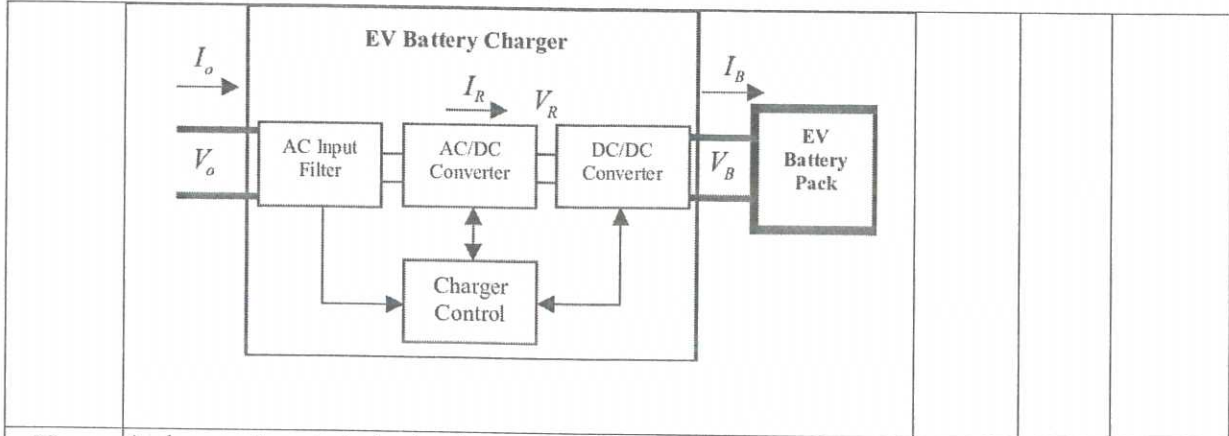 EV Battery Charger
I_o
I_R
V_R
I_B
V_o
AC Input
Filter
AC/DC
Converter
DC/DC
Converter
V_B
EV
Battery
Pack
Charger
Control